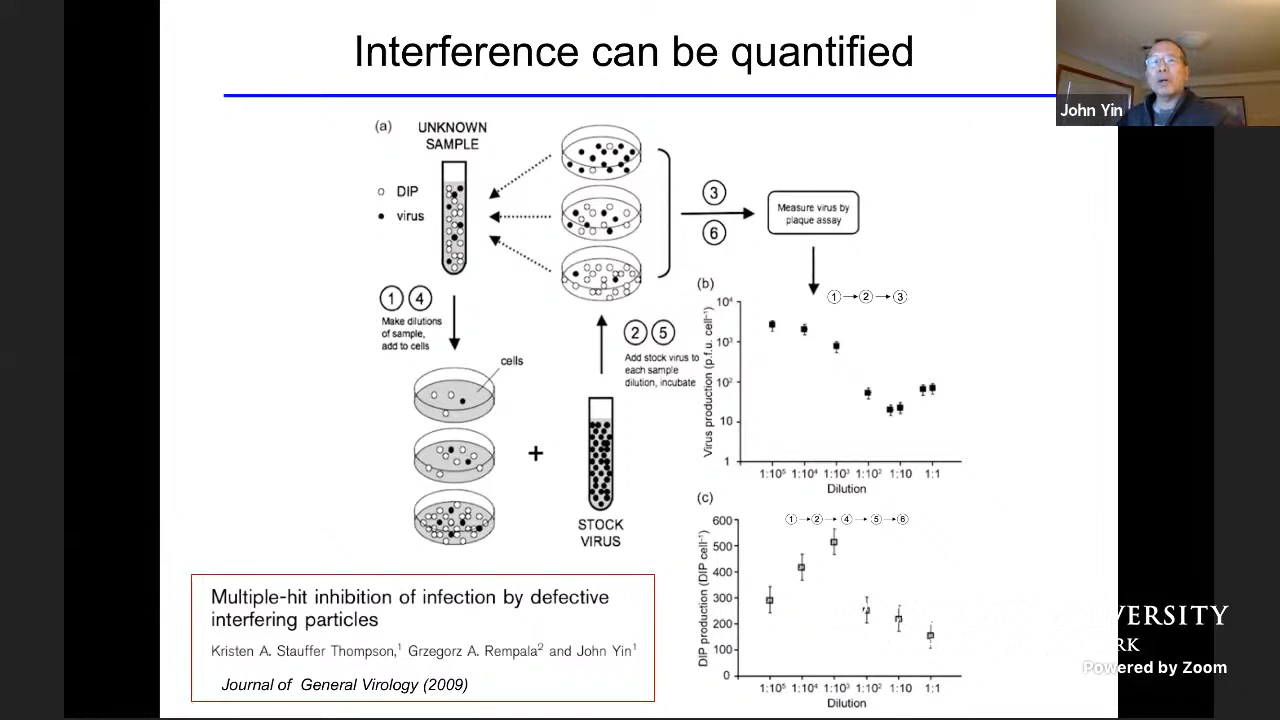 Interference can be quantified
John Yin
(a)
UNKNOWN
SAMPLE
DIP
virus
1 4
Make dilutions
of sample,
add to cells
cells
+
STOCK
VIRUS
2 5
Add stock virus to
each sample
dilution, incubate
3
6
Measure virus by
plaque assay
(b)
1 → 2 → 3
Virus production (p.f.u. cell⁻¹)
10⁴
10³
10²
10
1
1:10⁵ 1:10⁴ 1:10³ 1:10² 1:10 1:1
Dilution
(c)
1 → 2 → 4 → 5 → 6
DIP production (DIP cell⁻¹)
600
500
400
300
200
100
0
1:10⁵ 1:10⁴ 1:10³ 1:10² 1:10 1:1
Dilution
Multiple-hit inhibition of infection by defective
interfering particles
Kristen A. Stauffer Thompson,¹ Grzegorz A. Rempala² and John Yin¹
Journal of General Virology (2009)
Powered by Zoom